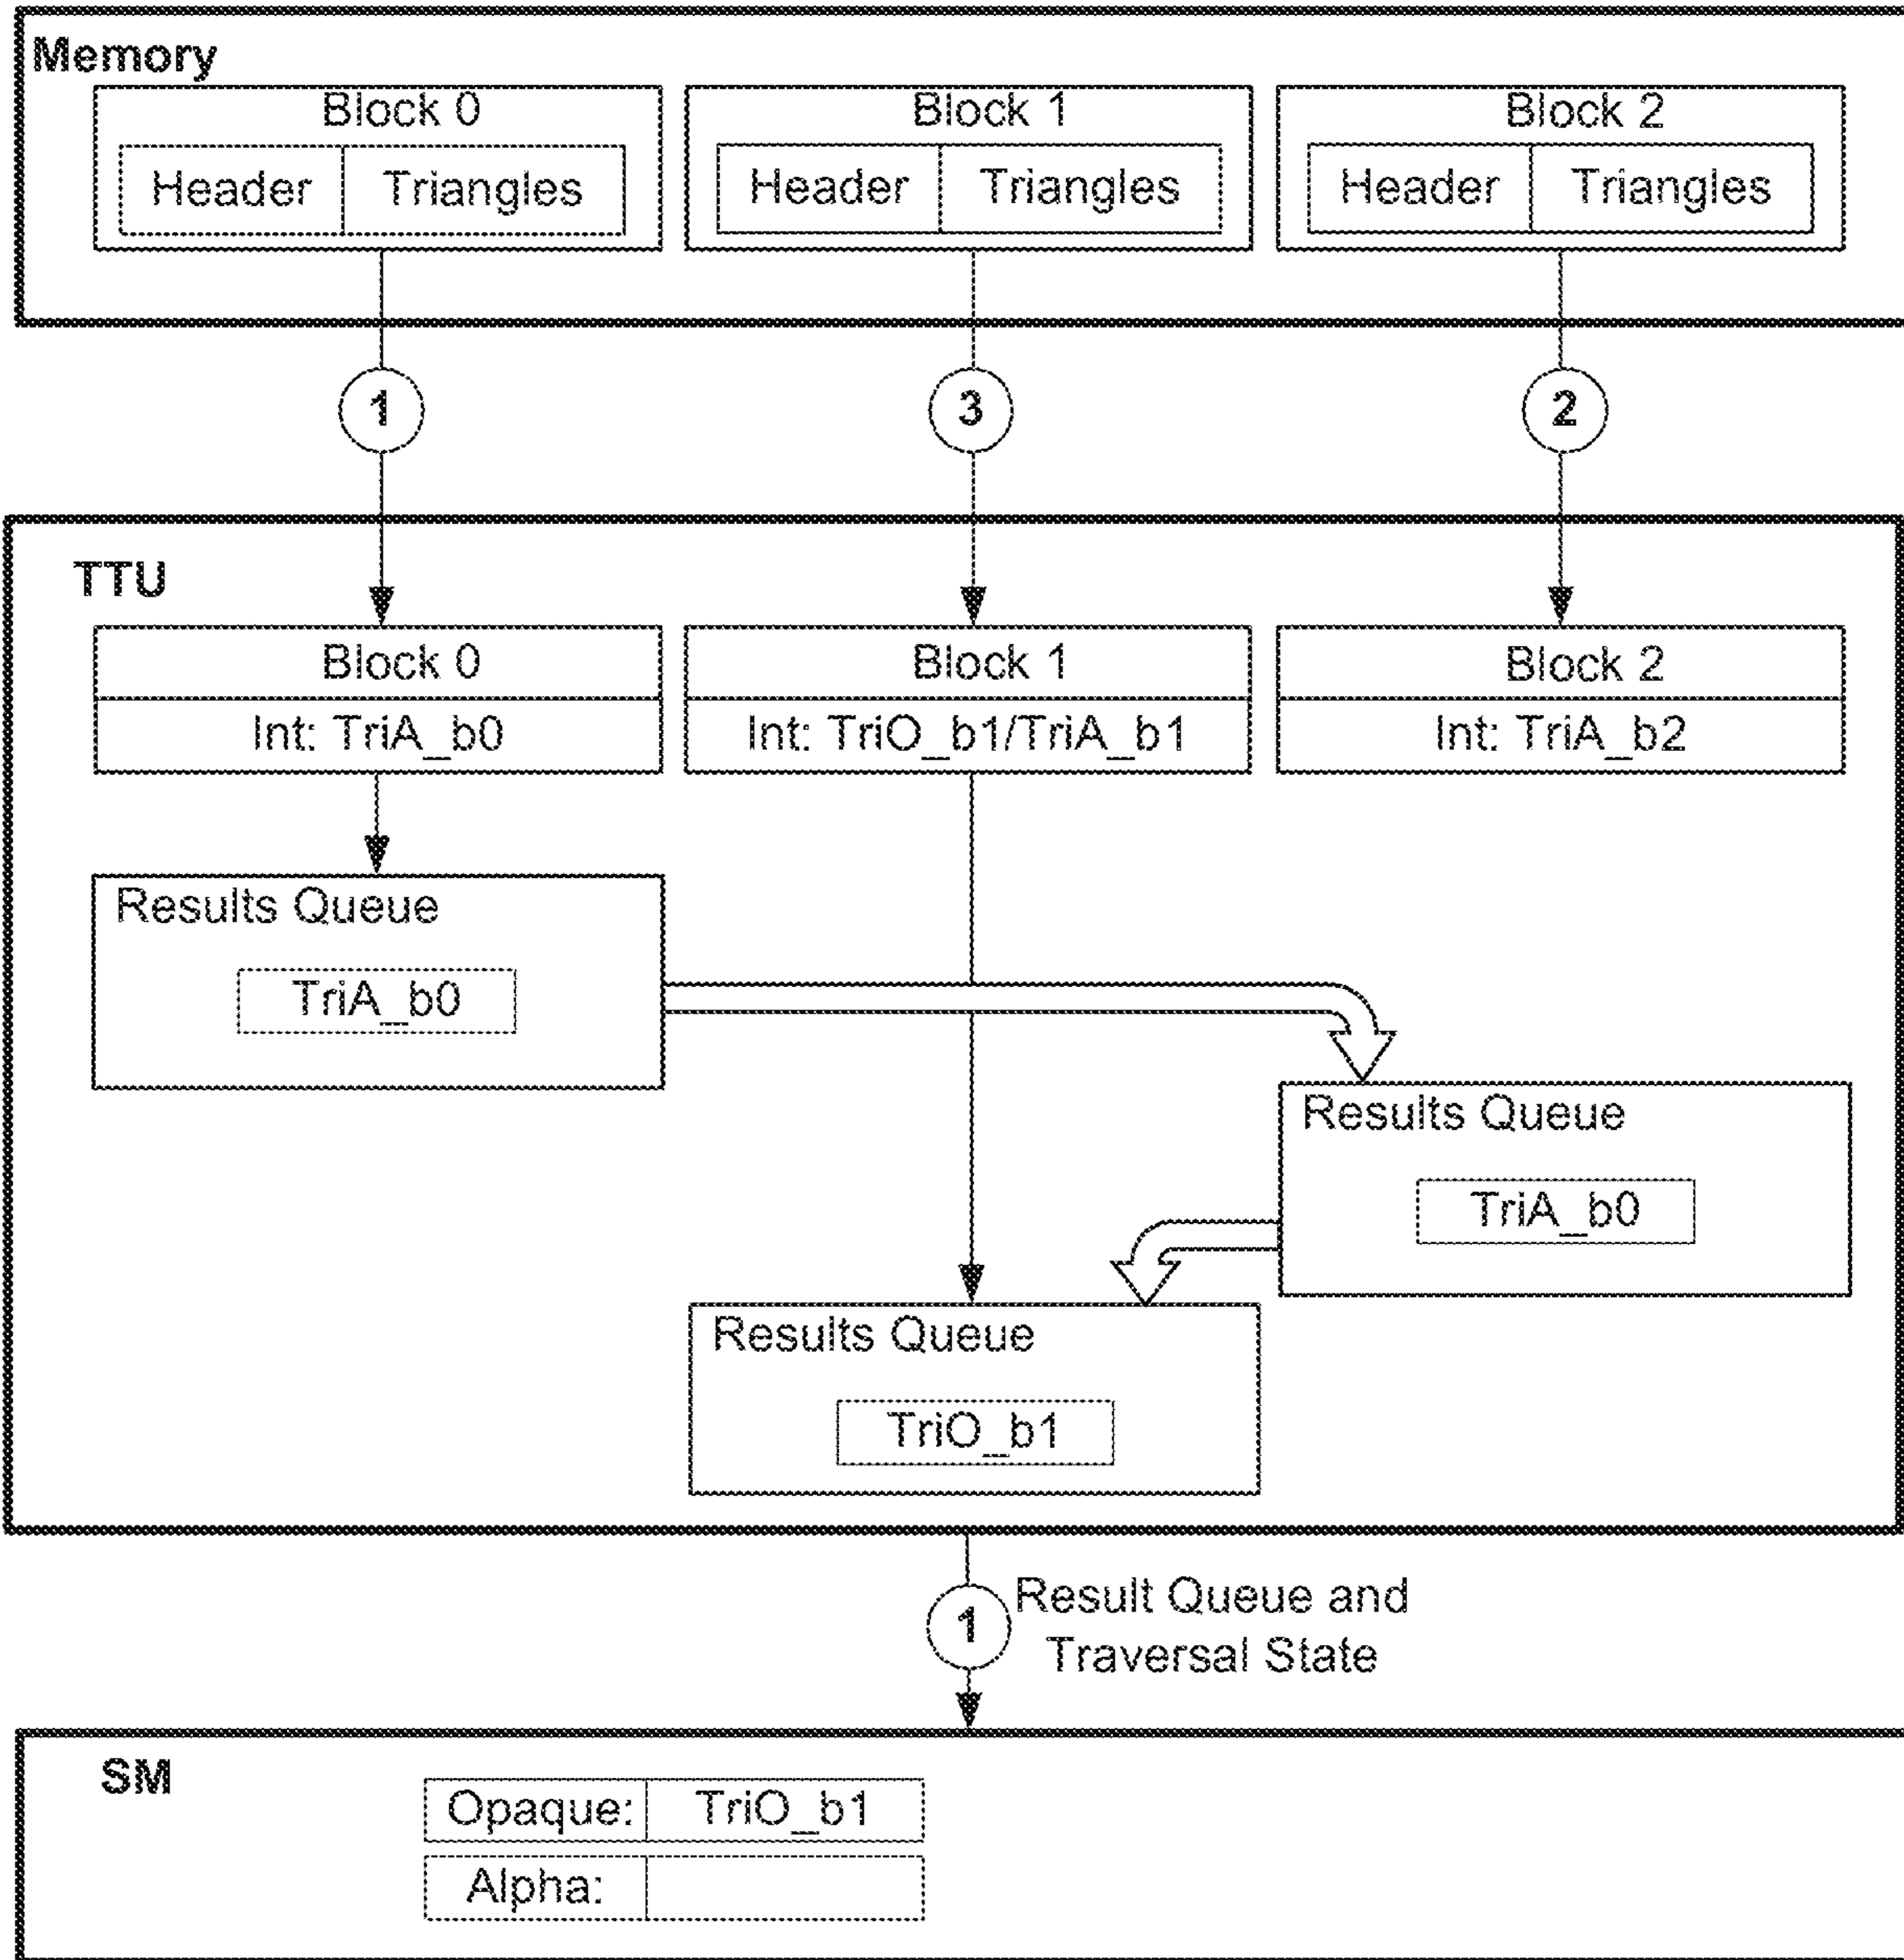 Memory
Block 0
Block 1
Block 2
Header
Triangles
Header
Triangles
Header
Triangles
1
3
2
TTU
Block 0
Block 1
Block 2
Int: TriA_b0
Int: TriO_b1/TriA_b1
Int: TriA_b2
Results Queue
TriA_b0
Results Queue
TriA_b0
Results Queue
TriO_b1
1
Result Queue and
Traversal State
SM
Opaque:
TriO_b1
Alpha: